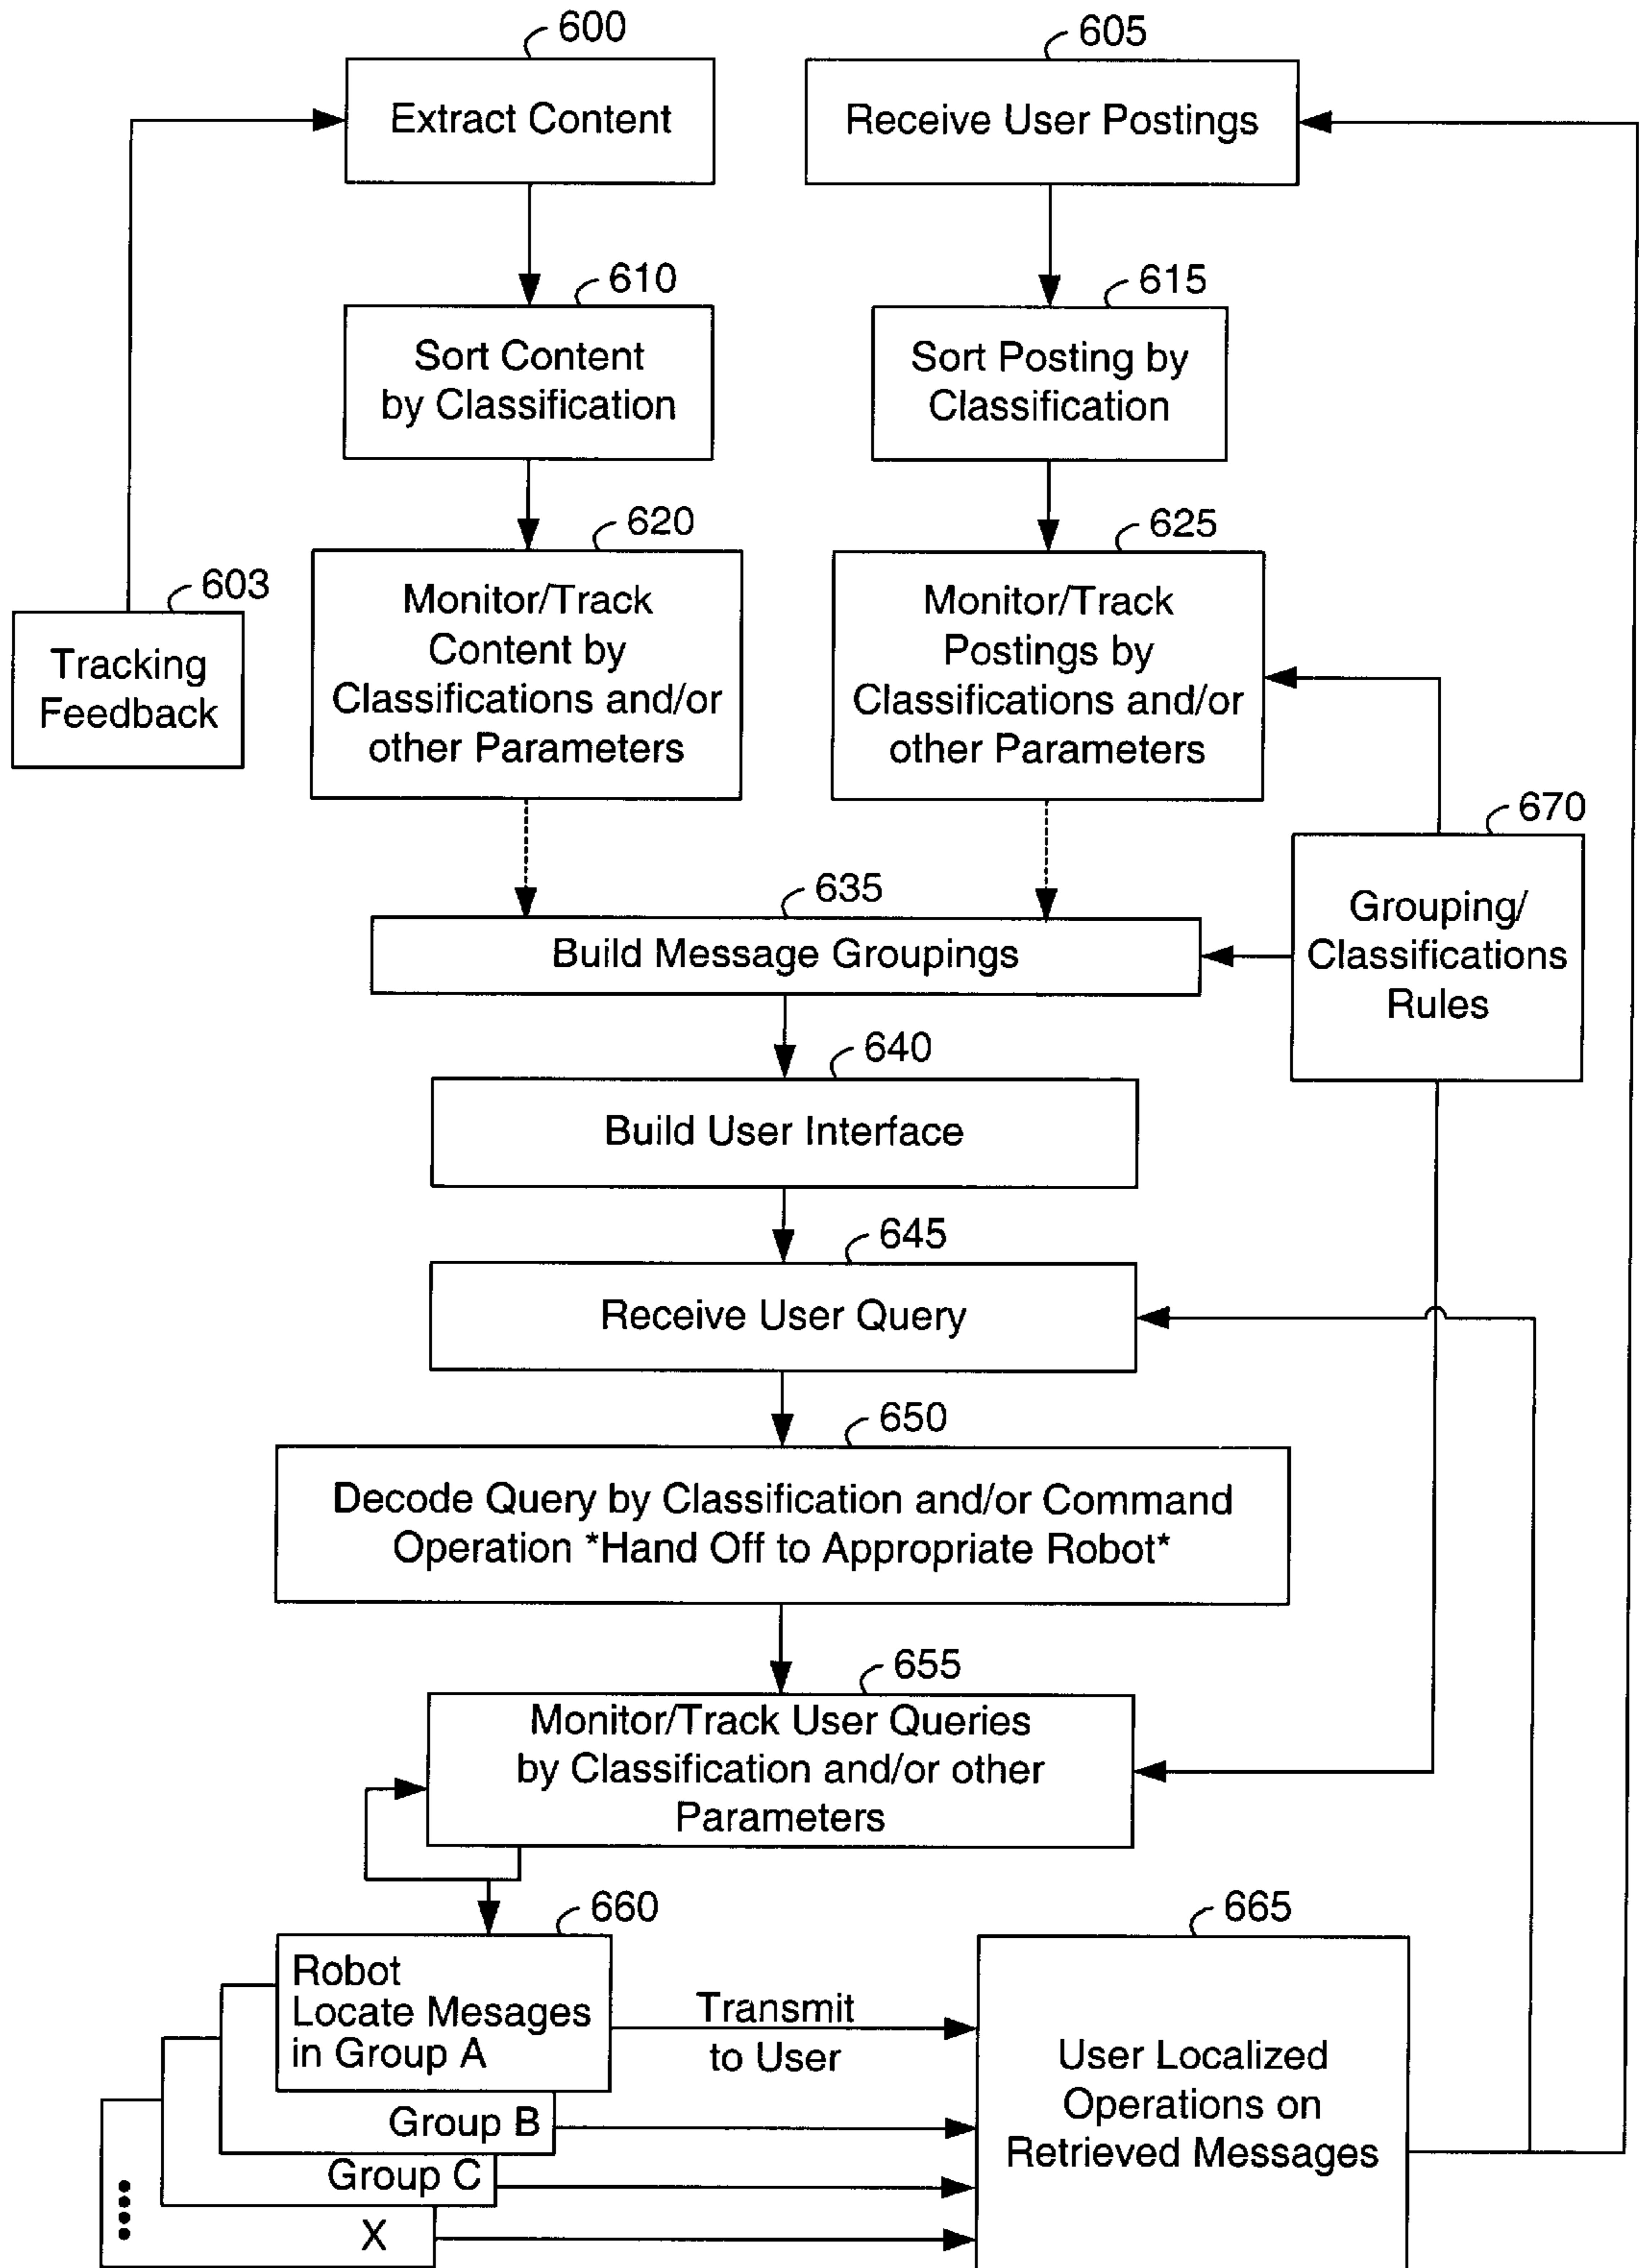 600
Extract Content
605
Receive User Postings
610
Sort Content
by Classification
615
Sort Posting by
Classification
620
Monitor/Track
Content by
Classifications and/or
other Parameters
625
Monitor/Track
Postings by
Classifications and/or
other Parameters
603
Tracking
Feedback
670
Grouping/
Classifications
Rules
635
Build Message Groupings
640
Build User Interface
645
Receive User Query
650
Decode Query by Classification and/or Command
Operation *Hand Off to Appropriate Robot*
655
Monitor/Track User Queries
by Classification and/or other
Parameters
660
Robot
Locate Mesages
in Group A
Transmit
to User
Group B
Group C
X
665
User Localized
Operations on
Retrieved Messages